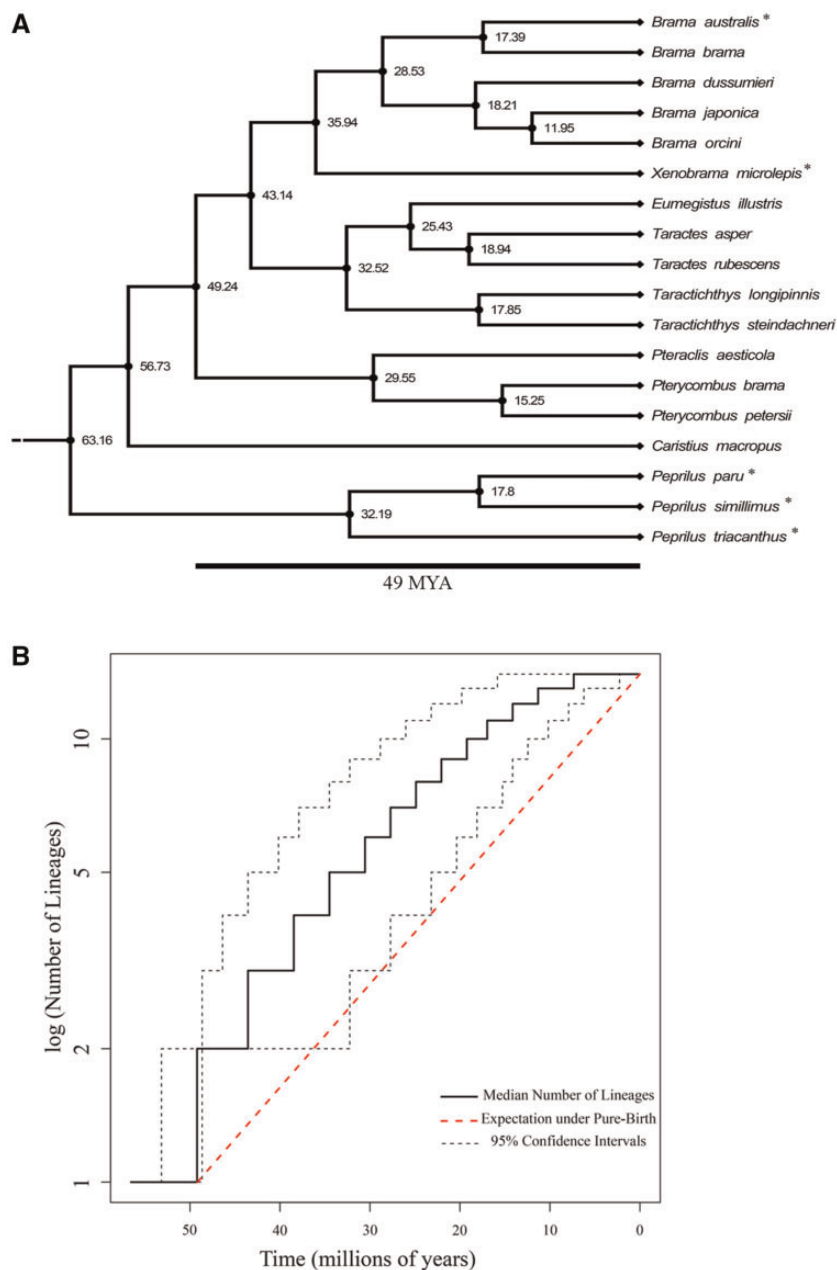 A
Brama australis *
17.39
Brama brama
28.53
Brama dussumieri
18.21
Brama japonica
35.94
11.95
Brama orcini
Xenobrama microlepis *
43.14
Eumegistus illustris
25.43
Taractes asper
18.94
32.52
Taractes rubescens
49.24
Taractichthys longipinnis
17.85
Taractichthys steindachneri
Pteraclis aesticola
56.73
29.55
Pterycombus brama
15.25
Pterycombus petersii
63.16
Caristius macropus
Peprilus paru *
17.8
Peprilus simillimus *
32.19
Peprilus triacanthus *
49 MYA
B
log (Number of Lineages)
10
5
2
1
Median Number of Lineages
Expectation under Pure-Birth
95% Confidence Intervals
50 40 30 20 10 0
Time (millions of years)